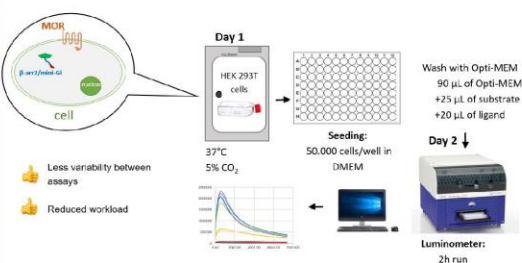 MOR
β-arr2/mini-Gi
nucleus
cell
Less variability between
assays
Reduced workload
Day 1
HEK 293T
cells
37°C
5% CO₂
Seeding:
50.000 cells/well in
DMEM
Wash with Opti-MEM
90 µL of Opti-MEM
+25 µL of substrate
+20 µL of ligand
Day 2
Luminometer:
2h run